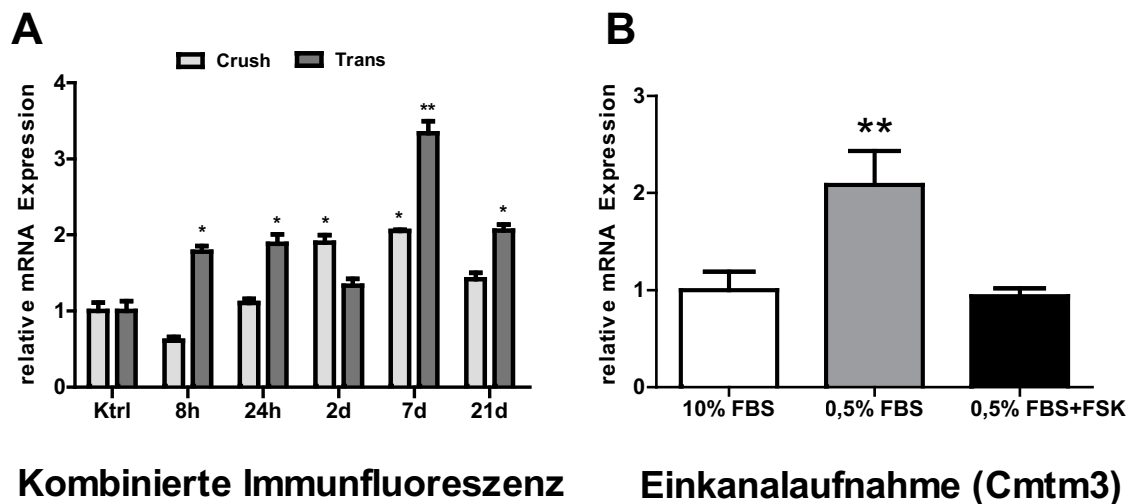 A
Crush Trans
relative mRNA Expression
4
3
2
1
0
* * * * ** *
Ktrl 8h 24h 2d 7d 21d
Kombinierte Immunfluoreszenz
B
relative mRNA Expression
3
2
1
0
**
10% FBS 0,5% FBS 0,5% FBS+FSK
Einkanalaufnahme (Cmtm3)